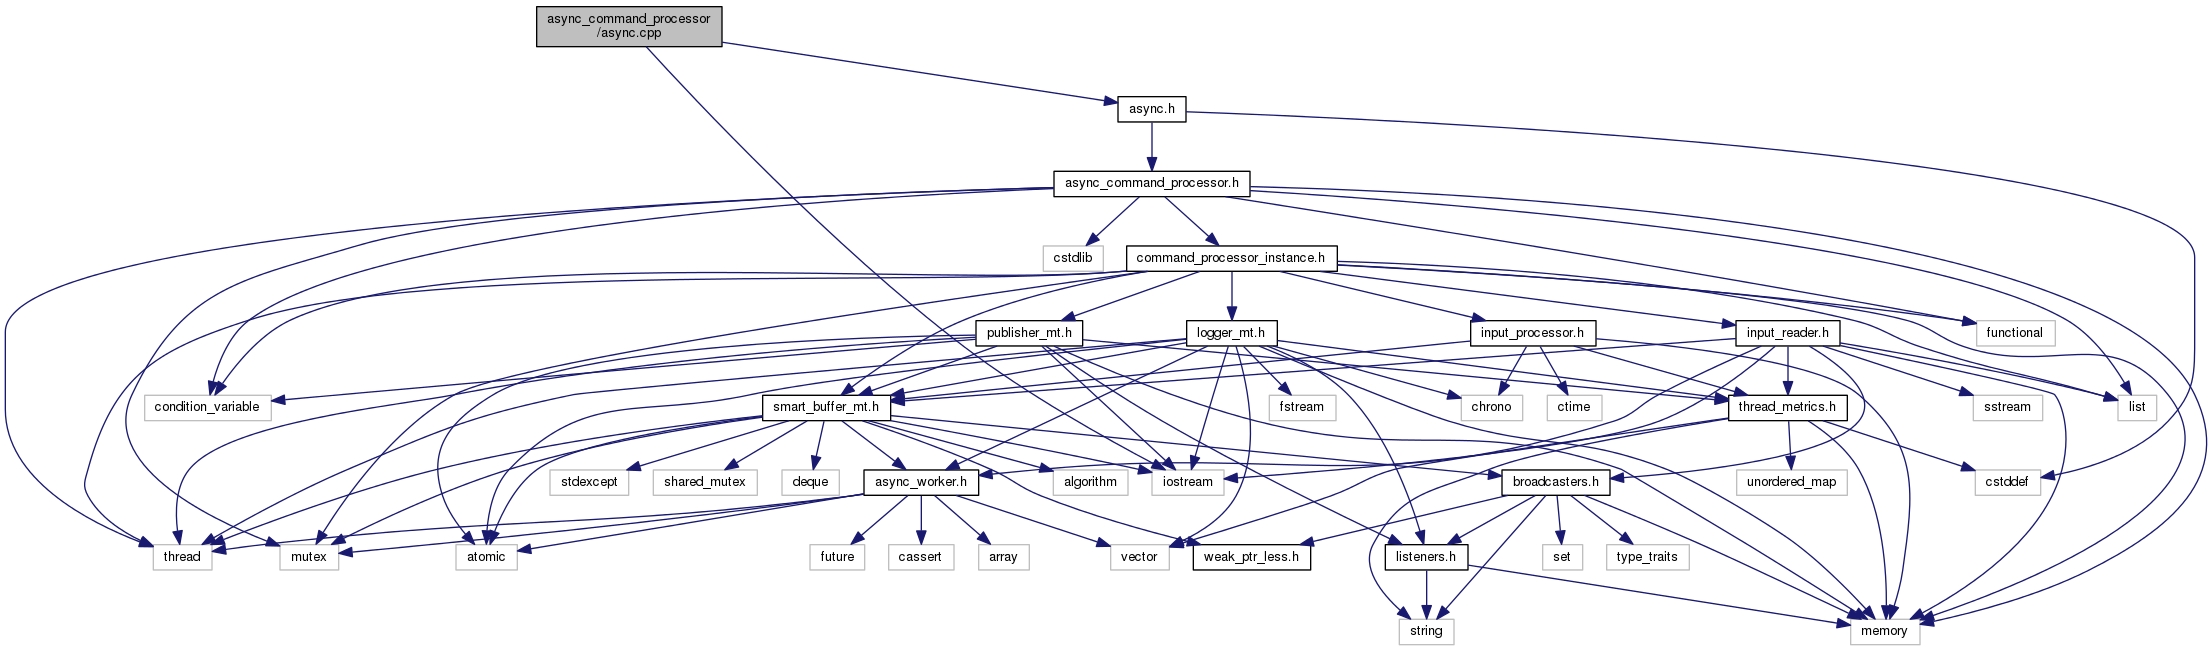 async_command_processor
/async.cpp
async.h
async_command_processor.h
cstdlib
command_processor_instance.h
publisher_mt.h
logger_mt.h
input_processor.h
input_reader.h
functional
condition_variable
smart_buffer_mt.h
fstream
chrono
ctime
thread_metrics.h
sstream
list
stdexcept
shared_mutex
deque
async_worker.h
algorithm
iostream
broadcasters.h
unordered_map
cstddef
thread
mutex
atomic
future
cassert
array
vector
weak_ptr_less.h
listeners.h
set
type_traits
string
memory